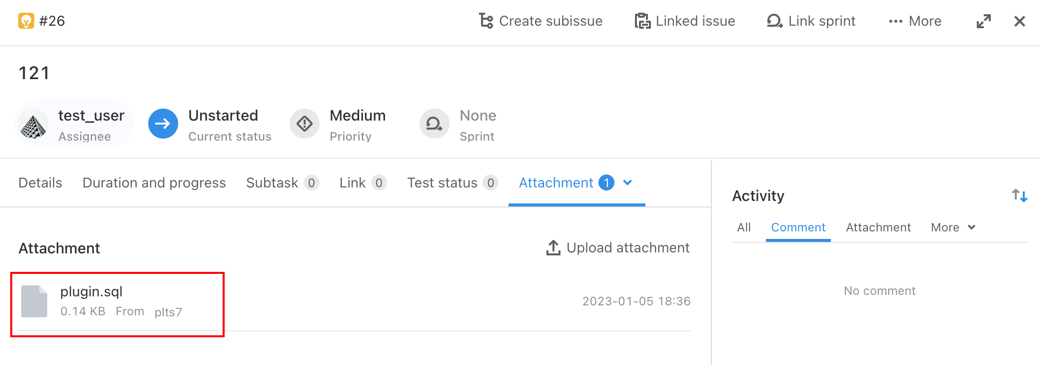 #26
Create subissue
Linked issue
Link sprint
More
121
test_user
Assignee
Unstarted
Current status
Medium
Priority
None
Sprint
Details
Duration and progress
Subtask 0
Link 0
Test status 0
Attachment 1
Attachment
Upload attachment
plugin.sql
0.14 KB From plts7
2023-01-05 18:36
Activity
All
Comment
Attachment
More
No comment